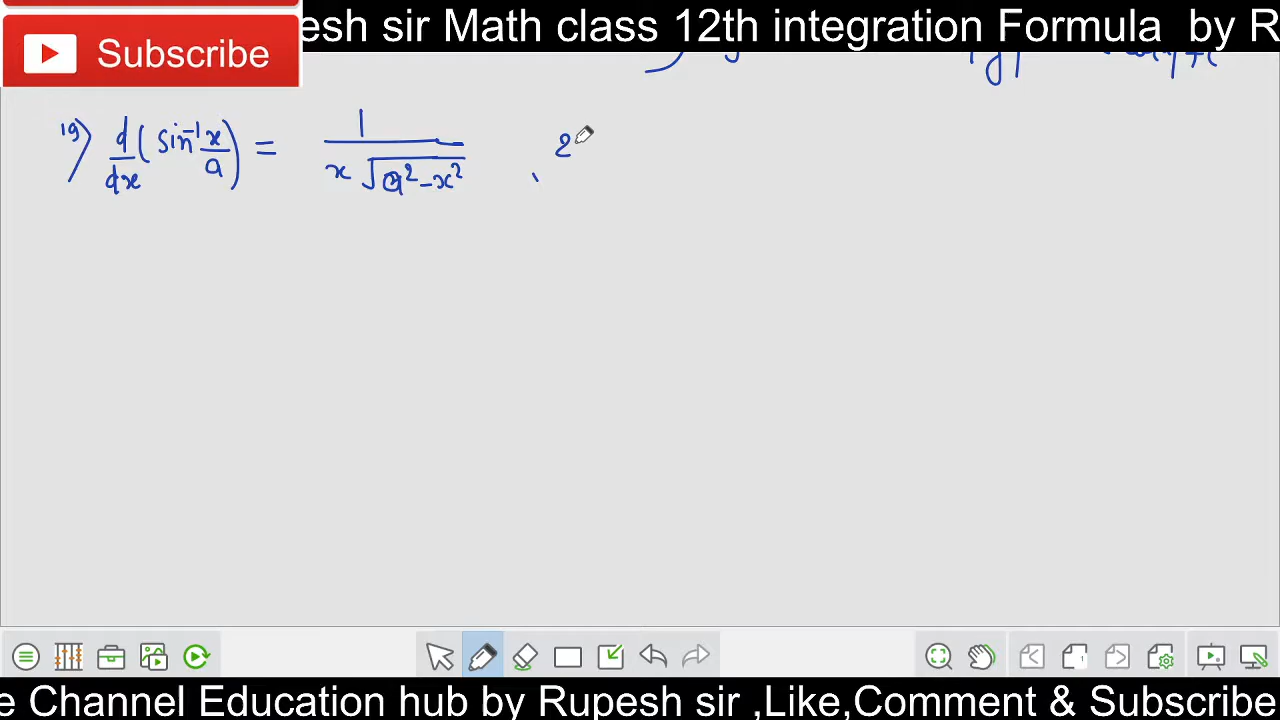 esh sir Math class 12th integration Formula by R
Subscribe
19) d/dx (sin⁻¹ x/a) = 1/(x √(a² – x²)) ,
e Channel Education hub by Rupesh sir ,Like,Comment & Subscribe